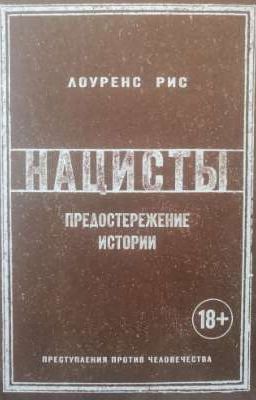 ЛОУРЕНС РИС
НАЦИСТЫ
ПРЕДОСТЕРЕЖЕНИЕ
ИСТОРИИ
18+
ПРЕСТУПЛЕНИЯ ПРОТИВ ЧЕЛОВЕЧЕСТВА